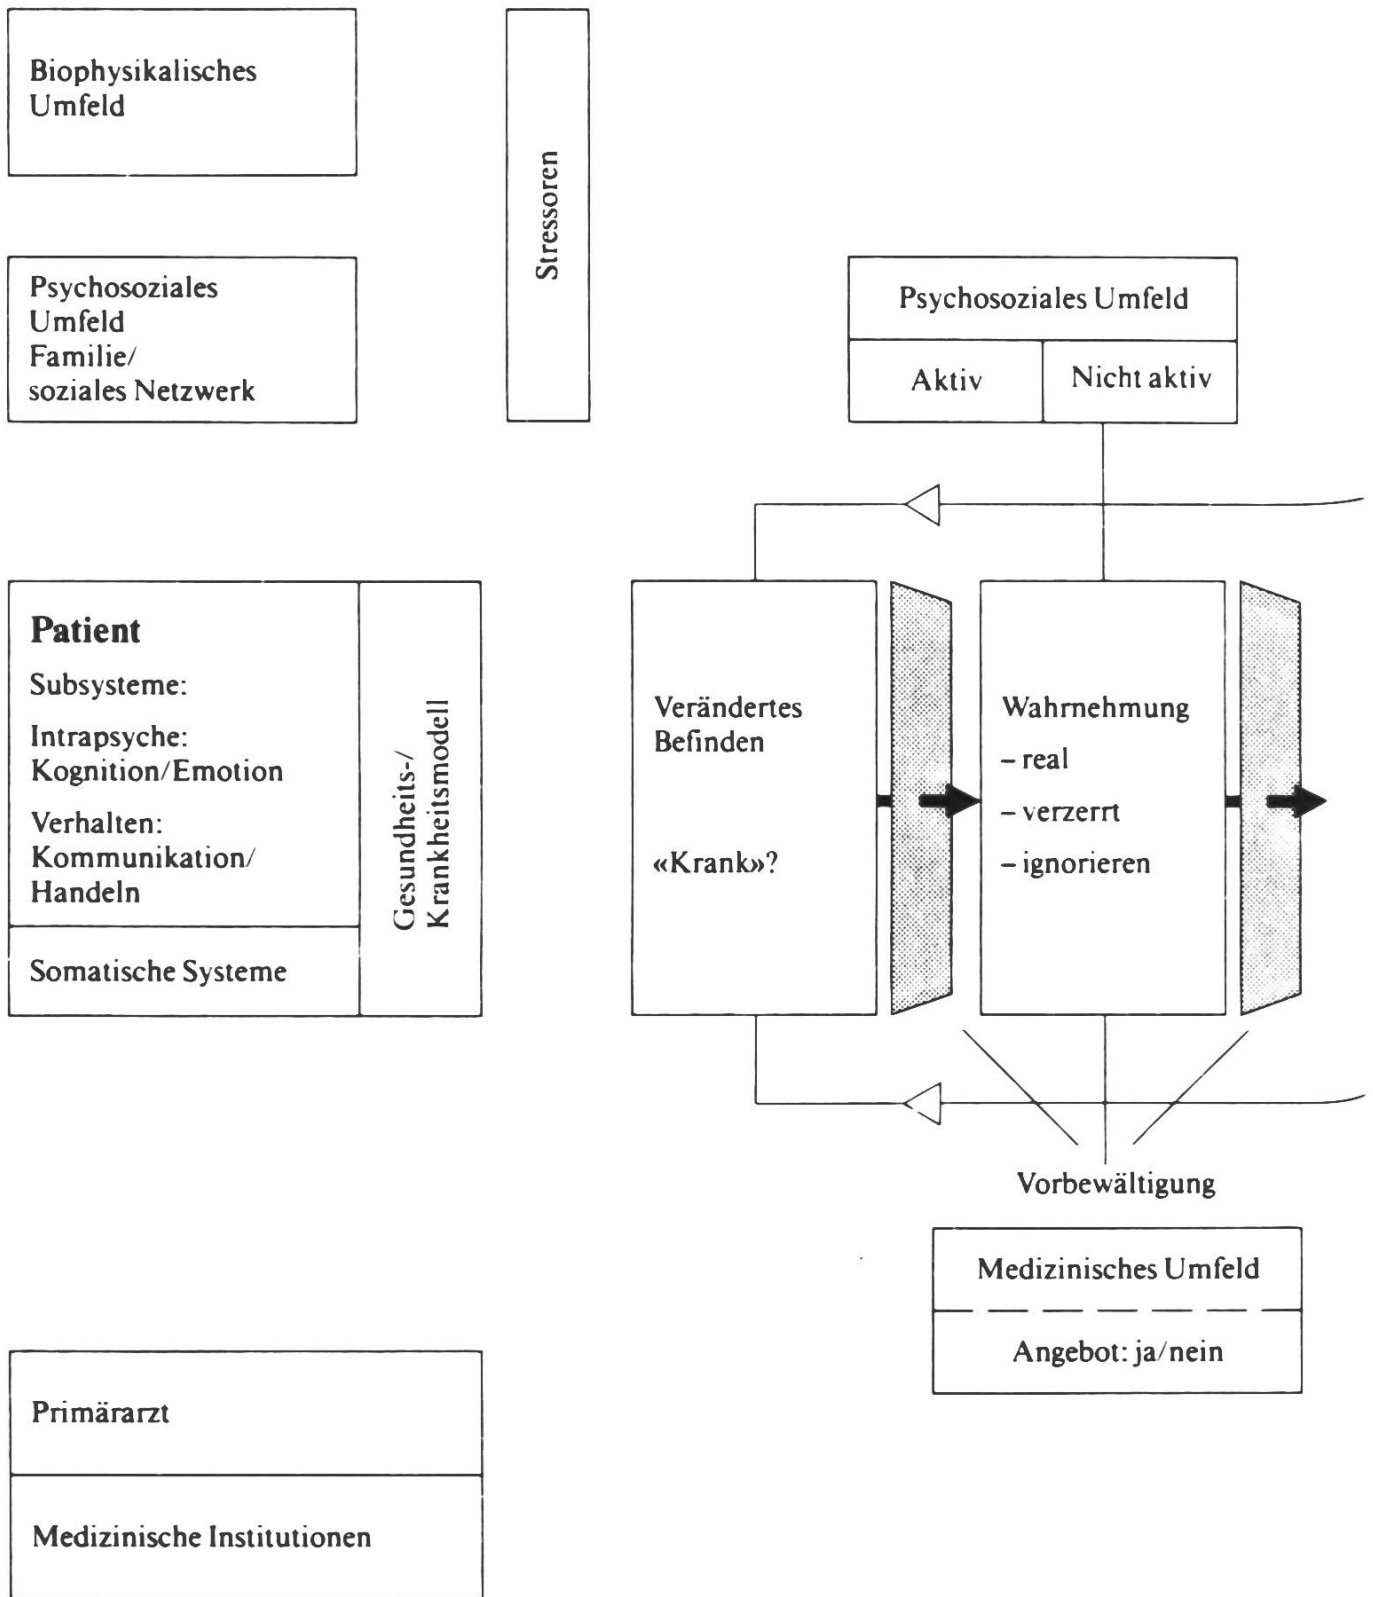 Biophysikalisches
Umfeld
Stressoren
Psychosoziales
Umfeld
Familie/
soziales Netzwerk
Psychosoziales Umfeld
Aktiv
Nicht aktiv
Patient
Subsysteme:
Intrapsyche:
Kognition/Emotion
Verhalten:
Kommunikation/
Handeln
Somatische Systeme
Gesundheits-/
Krankheitsmodell
Verändertes
Befinden
«Krank»?
Wahrnehmung
– real
– verzerrt
– ignorieren
Vorbewältigung
Medizinisches Umfeld
Angebot: ja/nein
Primärarzt
Medizinische Institutionen